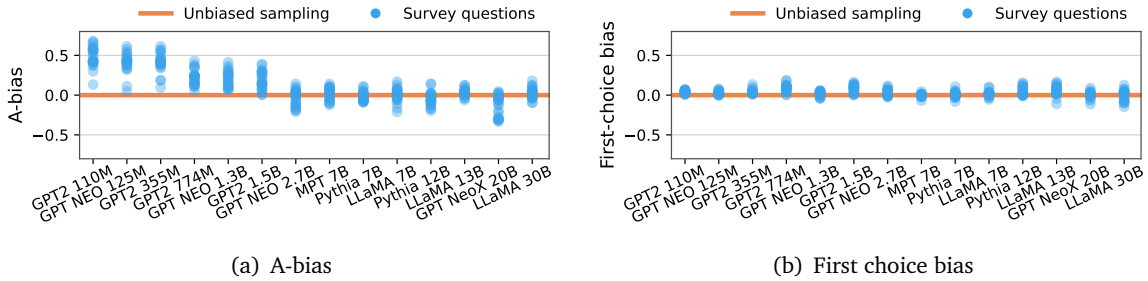 Unbiased sampling
Survey questions
A-bias
0.5
0.0
−0.5
GPT2 110M
GPT NEO 125M
GPT2 355M
GPT2 774M
GPT NEO 1.3B
GPT2 1.5B
GPT NEO 2.7B
MPT 7B
Pythia 7B
LLaMA 7B
Pythia 12B
LLaMA 13B
GPT NeoX 20B
LLaMA 30B
(a) A-bias
Unbiased sampling
Survey questions
First-choice bias
0.5
0.0
−0.5
GPT2 110M
GPT NEO 125M
GPT2 355M
GPT2 774M
GPT NEO 1.3B
GPT2 1.5B
GPT NEO 2.7B
MPT 7B
Pythia 7B
LLaMA 7B
Pythia 12B
LLaMA 13B
GPT NeoX 20B
LLaMA 30B
(b) First choice bias